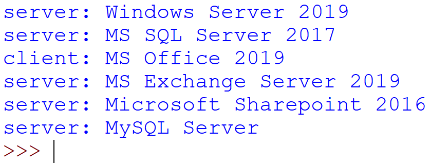 server: Windows Server 2019
server: MS SQL Server 2017
client: MS Office 2019
server: MS Exchange Server 2019
server: Microsoft Sharepoint 2016
server: MySQL Server
>>>